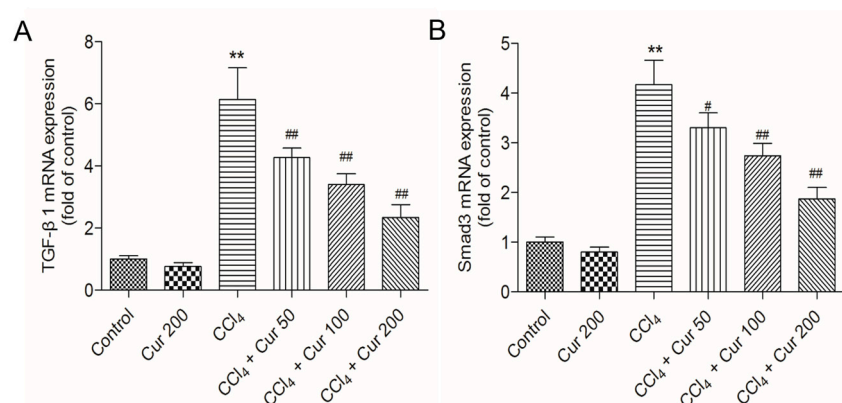 A
TGF-β 1 mRNA expression
(fold of control)
8
6
4
2
0
**
##
##
##
Control
Cur 200
CCl₄
CCl₄ + Cur 50
CCl₄ + Cur 100
CCl₄ + Cur 200
B
Smad3 mRNA expression
(fold of control)
5
4
3
2
1
0
**
#
##
##
Control
Cur 200
CCl₄
CCl₄ + Cur 50
CCl₄ + Cur 100
CCl₄ + Cur 200